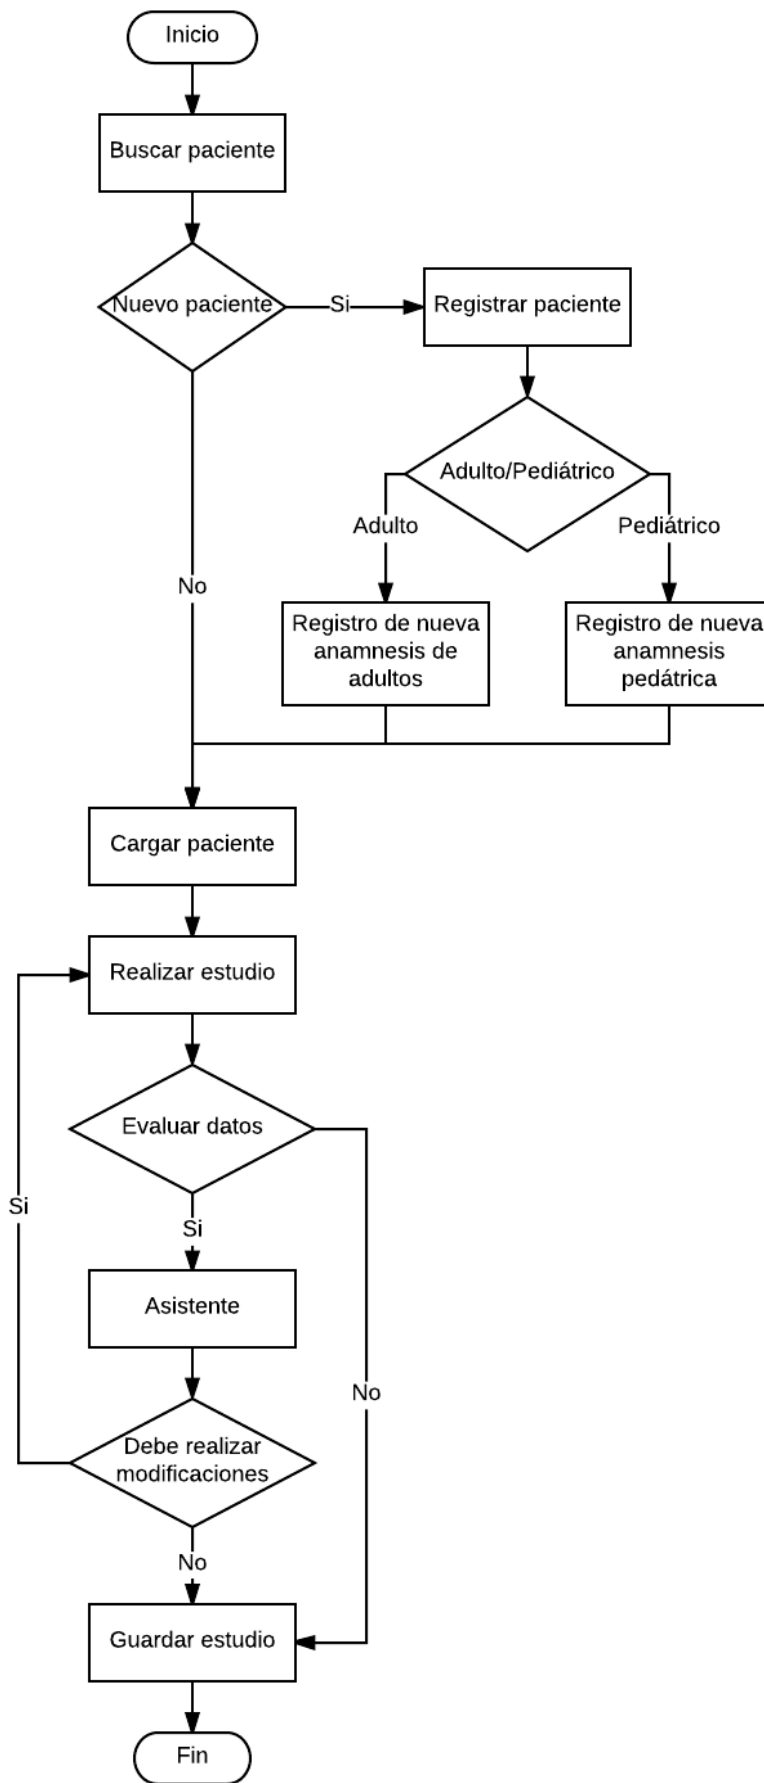 Inicio
Buscar paciente
Nuevo paciente
Si
Registrar paciente
Adulto/Pediátrico
Adulto
Pediátrico
No
Registro de nueva
anamnesis de
adultos
Registro de nueva
anamnesis
pedátrica
Cargar paciente
Realizar estudio
Evaluar datos
Si
Si
Asistente
No
Debe realizar
modificaciones
No
Guardar estudio
Fin